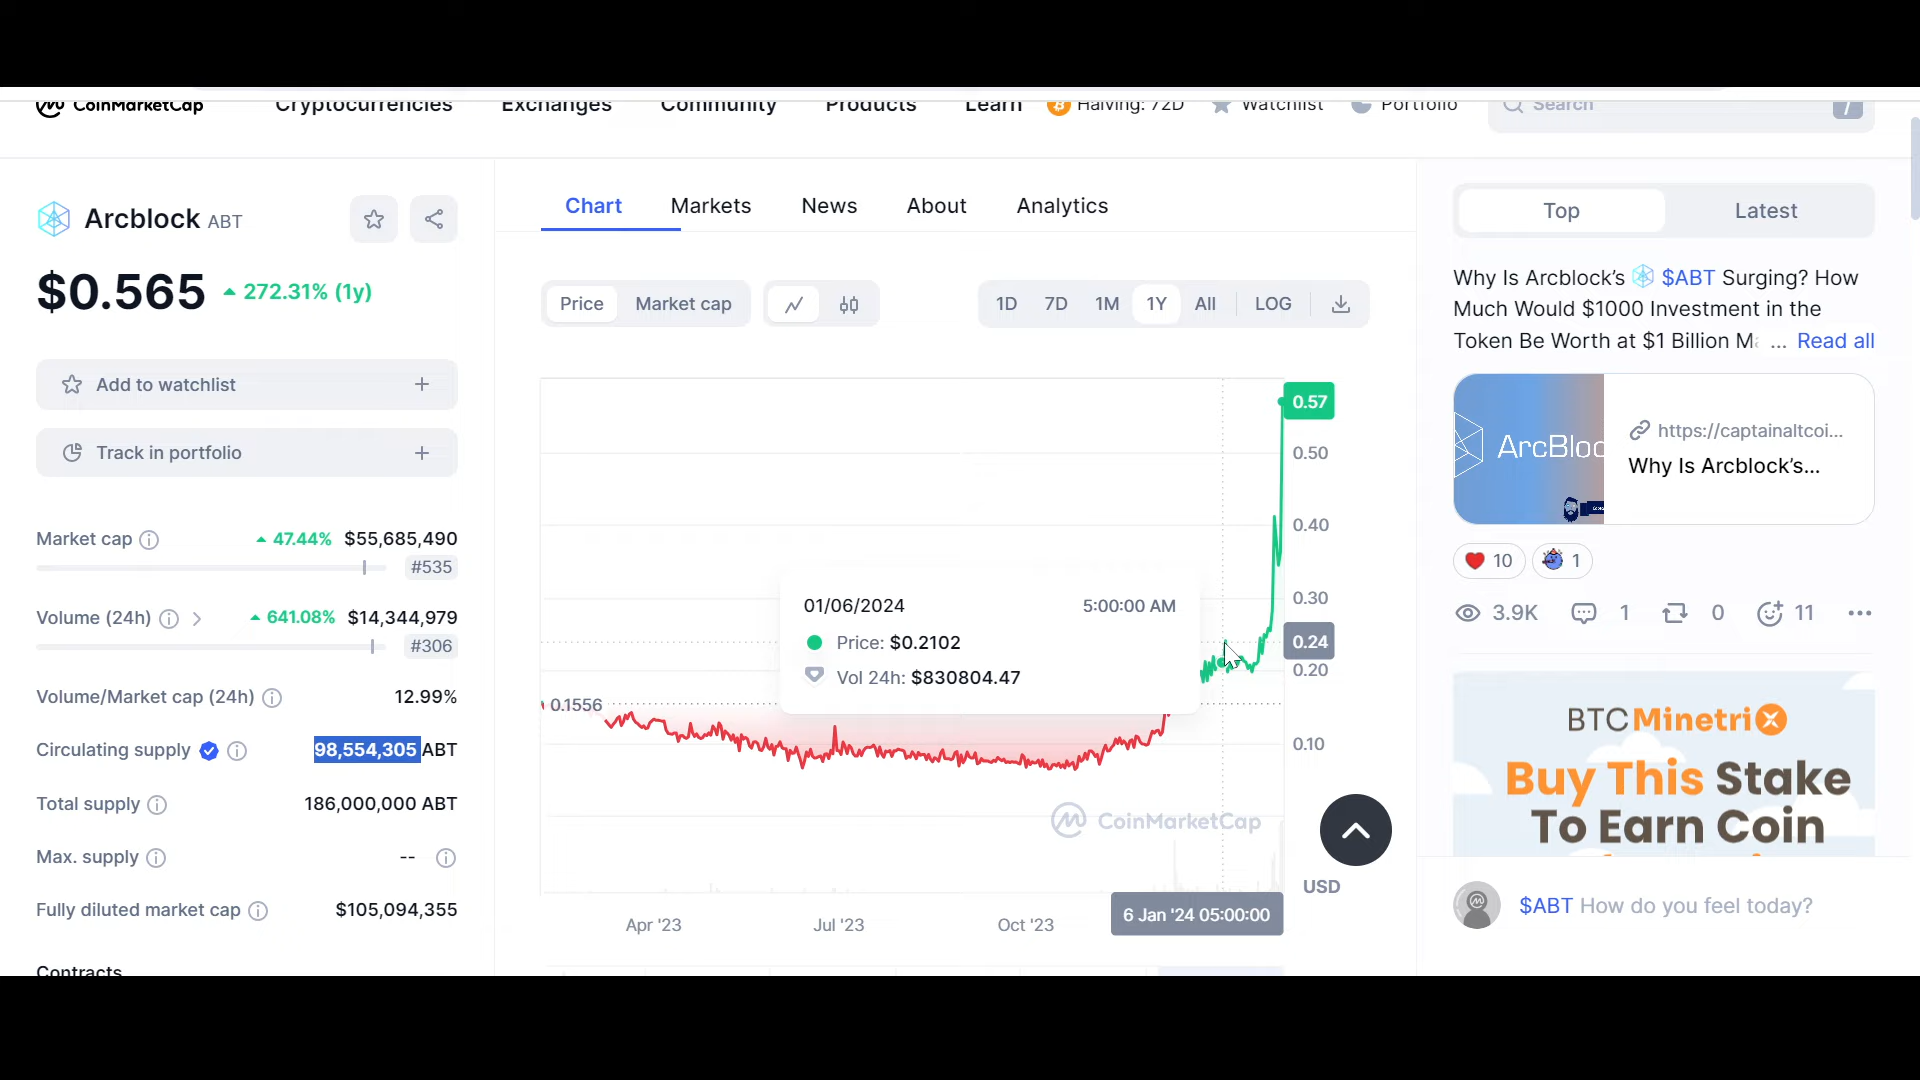 CoinMarketCap
Cryptocurrencies
Exchanges
Community
Products
Learn
Halving: 72D
Watchlist
Portfolio
Search
/
Arcblock ABT
$0.565
272.31% (1y)
Add to watchlist
Track in portfolio
Market cap 47.44% $55,685,490
#535
Volume (24h) 641.08% $14,344,979
#306
Volume/Market cap (24h) 12.99%
Circulating supply 98,554,305 ABT
Total supply 186,000,000 ABT
Max. supply --
Fully diluted market cap $105,094,355
Contracts
Chart Markets News About Analytics
Price Market cap
1D 7D 1M 1Y All LOG
0.57
0.50
0.40
0.30
0.24
0.20
0.10
0.1556
01/06/2024 5:00:00 AM
Price: $0.2102
Vol 24h: $830804.47
CoinMarketCap
USD
Apr '23 Jul '23 Oct '23
6 Jan '24 05:00:00
Top Latest
Why Is Arcblock’s $ABT Surging? How
Much Would $1000 Investment in the
Token Be Worth at $1 Billion Ma ... Read all
ArcBloc
https://captainaltcoi...
Why Is Arcblock’s...
10 1
3.9K 1 0 11
BTC Minetrix
Buy This Stake
To Earn Coin
$ABT How do you feel today?